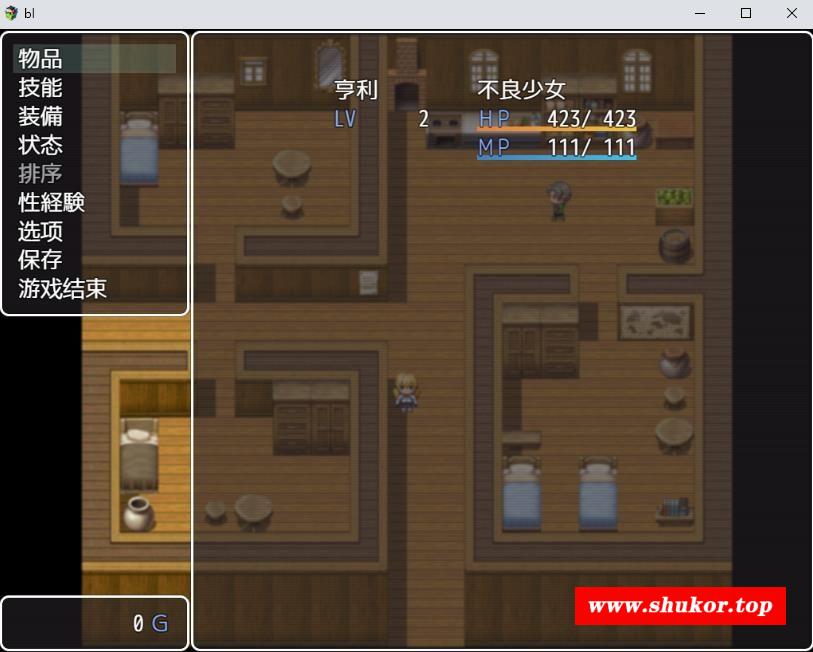 bl
物品
技能
装備
状态
排序
性経験
选项
保存
游戏结束
亨利 不良少女
LV 2 HP 423/ 423
MP 111/ 111
0 G
www.shukor.top